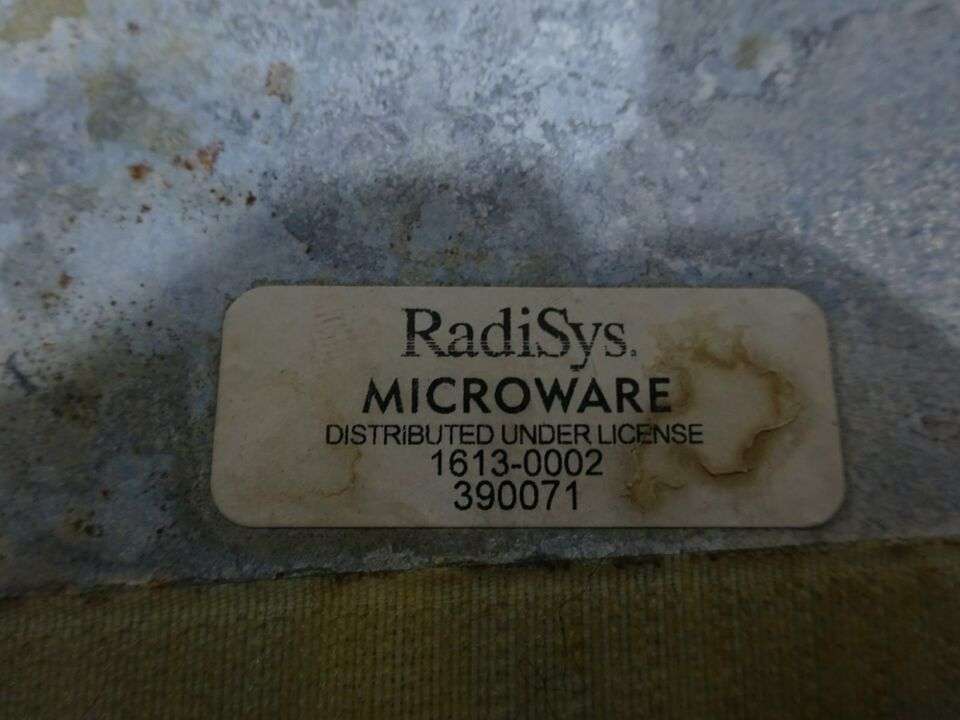 RadiSys.
MICROWARE
DISTRIBUTED UNDER LICENSE
1613-0002
390071